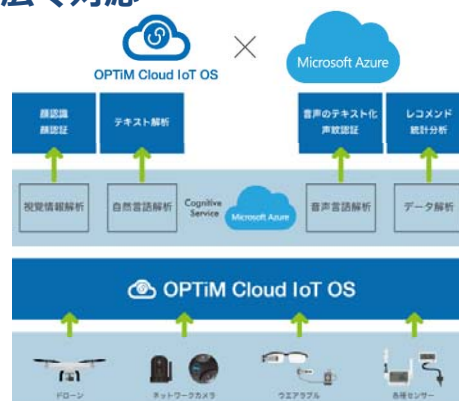 広く対応
OPTiM Cloud IoT OS
×
Microsoft Azure
顔認識
顔認証
テキスト解析
音声のテキスト化
声紋認証
レコメンド
統計分析
視覚情報解析
自然言語解析
Cognitive
Service
Microsoft Azure
音声言語解析
データ解析
OPTiM Cloud IoT OS
ドローン
ネットワークカメラ
ウエアラブル
各種センサー